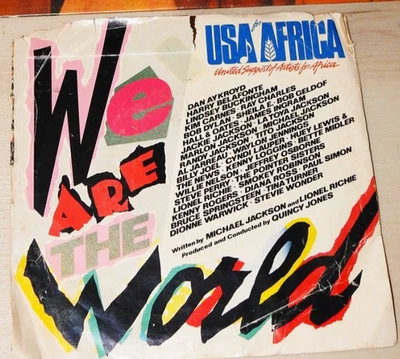 We
ARE
THE
World
USA for AFRICA
United Support of Artists for Africa
DAN AYKROYD
HARRY BELAFONTE
LINDSEY BUCKINGHAM
KIM CARNES · RAY CHARLES
BOB DYLAN · SHEILA E. · BOB GELDOF
HALL & OATES · JAMES INGRAM
JACKIE JACKSON · LATOYA JACKSON
MARLON JACKSON · MICHAEL JACKSON
RANDY JACKSON · TITO JACKSON
AL JARREAU · WAYLON JENNINGS
BILLY JOEL · CYNDI LAUPER · HUEY LEWIS &
THE NEWS · KENNY LOGGINS · BETTE MIDLER
WILLIE NELSON · JEFFREY OSBORNE
STEVE PERRY · THE POINTER SISTERS
LIONEL RICHIE · SMOKEY ROBINSON
KENNY ROGERS · DIANA ROSS · PAUL SIMON
BRUCE SPRINGSTEEN · TINA TURNER
DIONNE WARWICK · STEVIE WONDER
Written by MICHAEL JACKSON and LIONEL RICHIE
Produced and Conducted by QUINCY JONES